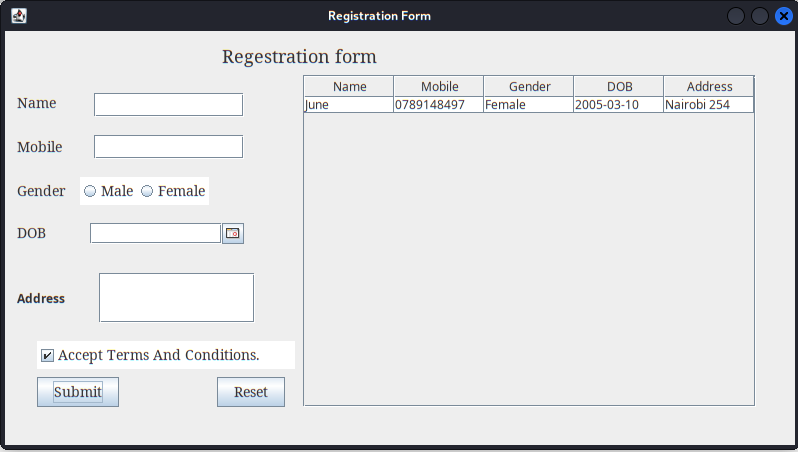 Registration Form
Regestration form
Name
Mobile
Gender Male Female
DOB
Address
Accept Terms And Conditions.
Submit Reset
Name Mobile Gender DOB Address
June 0789148497 Female 2005-03-10 Nairobi 254